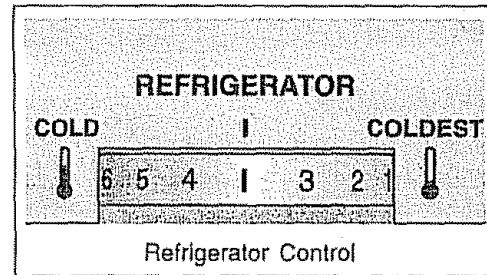 REFRIGERATOR
COLD I COLDEST
6 5 4 I 3 2 1
Refrigerator Control